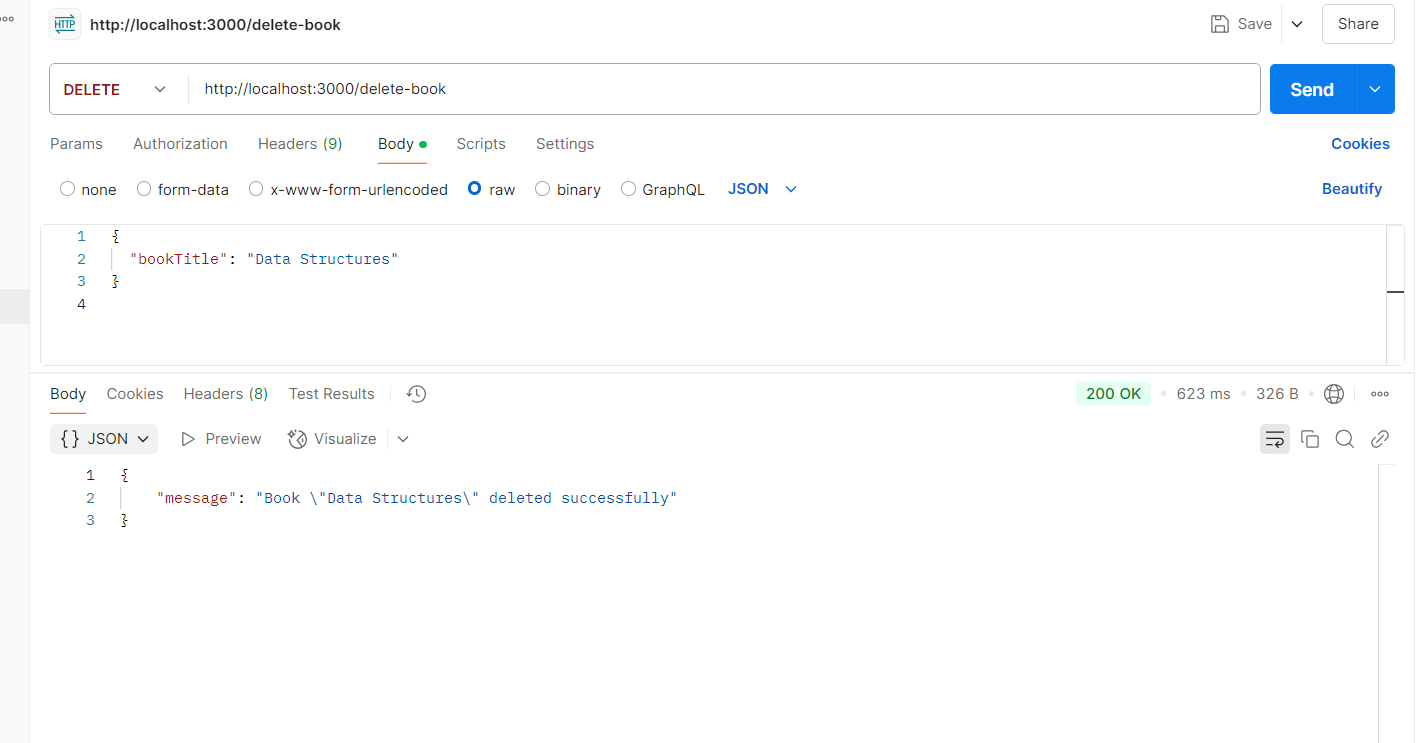 HTTP http://localhost:3000/delete-book Save Share
DELETE http://localhost:3000/delete-book Send
Params Authorization Headers (9) Body Scripts Settings Cookies
none form-data x-www-form-urlencoded raw binary GraphQL JSON Beautify
1 {
2 "bookTitle": "Data Structures"
3 }
4
Body Cookies Headers (8) Test Results 200 OK 623 ms 326 B
{} JSON Preview Visualize
1 {
2 "message": "Book \"Data Structures\" deleted successfully"
3 }